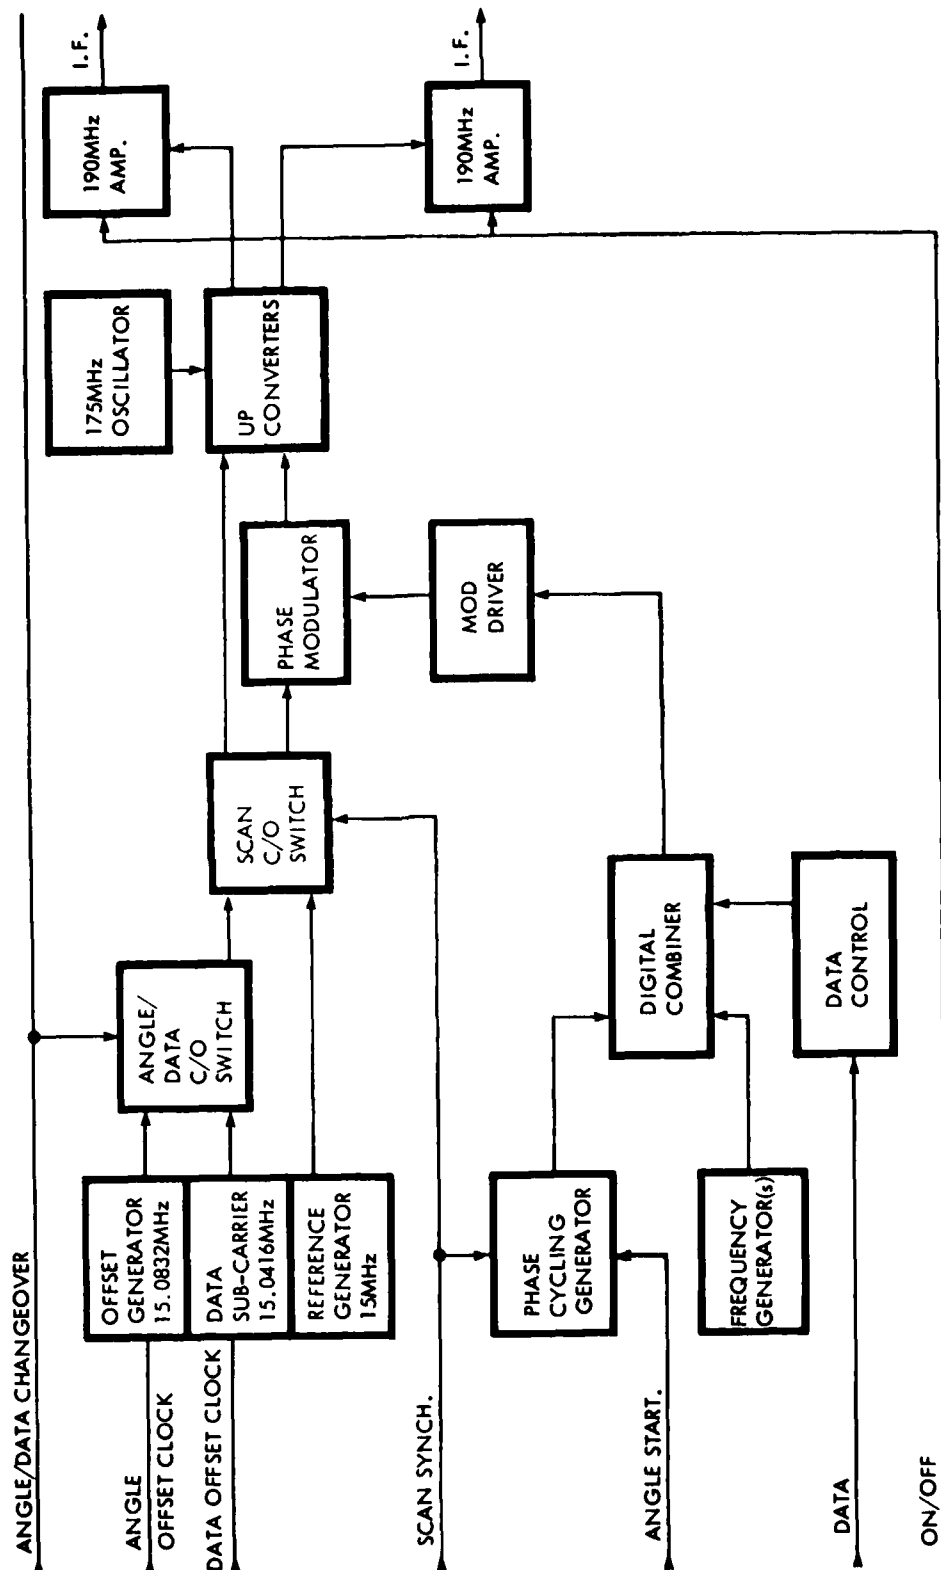 ANGLE/DATA CHANGEOVER
ANGLE
OFFSET CLOCK
DATA OFFSET CLOCK
SCAN SYNCH.
ANGLE START.
DATA
ON/OFF
OFFSET
GENERATOR
15.0832MHz
DATA
SUB-CARRIER
15.0416MHz
REFERENCE
GENERATOR
15MHz
PHASE
CYCLING
GENERATOR
FREQUENCY
GENERATOR(s)
ANGLE/
DATA
C/O
SWITCH
SCAN
C/O
SWITCH
DIGITAL
COMBINER
DATA
CONTROL
PHASE
MODULATOR
MOD
DRIVER
175MHz
OSCILLATOR
UP
CONVERTERS
190MHz
AMP.
I.F.
190MHz
AMP.
I.F.